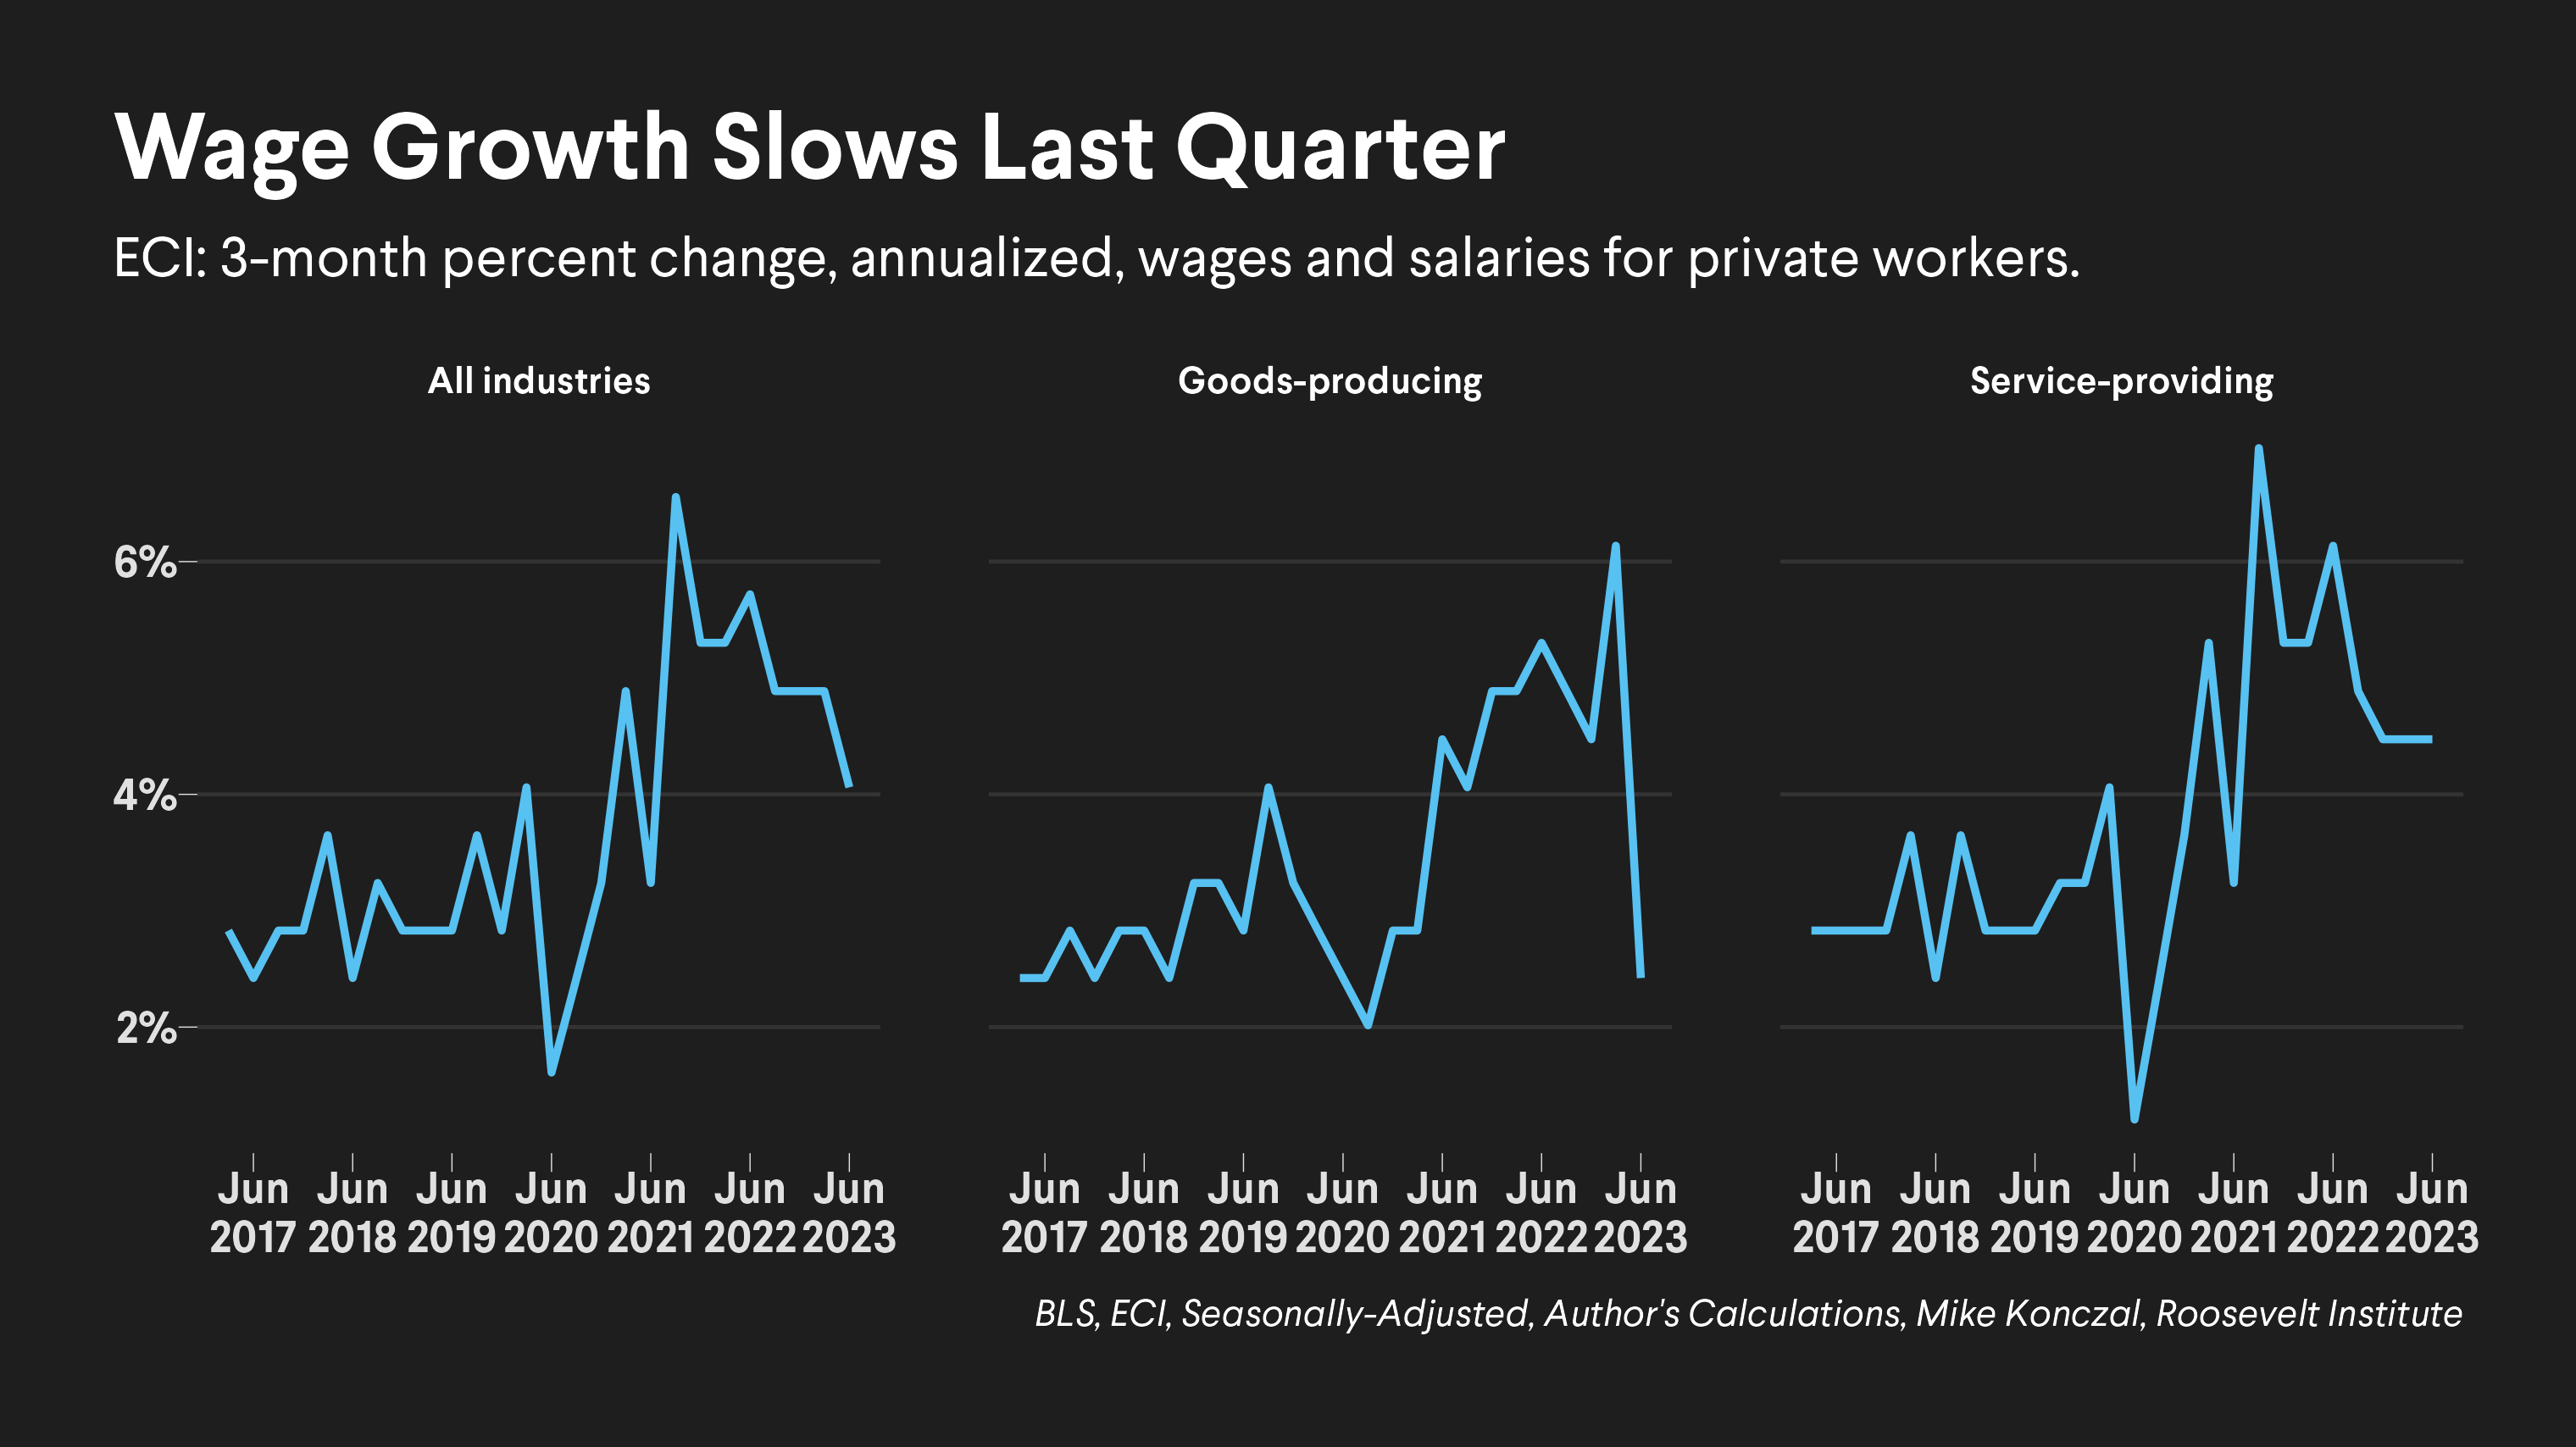 Wage Growth Slows Last Quarter
ECI: 3-month percent change, annualized, wages and salaries for private workers.
All industries
Goods-producing
Service-providing
6%
4%
2%
Jun 2017
Jun 2018
Jun 2019
Jun 2020
Jun 2021
Jun 2022
Jun 2023
Jun 2017
Jun 2018
Jun 2019
Jun 2020
Jun 2021
Jun 2022
Jun 2023
Jun 2017
Jun 2018
Jun 2019
Jun 2020
Jun 2021
Jun 2022
Jun 2023
BLS, ECI, Seasonally-Adjusted, Author's Calculations, Mike Konczal, Roosevelt Institute